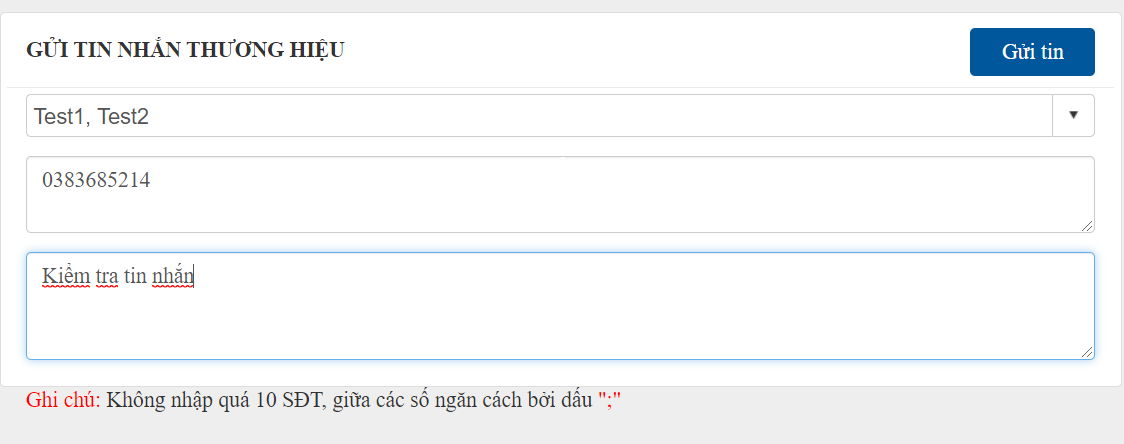 GỬI TIN NHẮN THƯƠNG HIỆU
Gửi tin
Test1, Test2
0383685214
Kiểm tra tin nhắn
Ghi chú: Không nhập quá 10 SĐT, giữa các số ngăn cách bởi dấu ";"